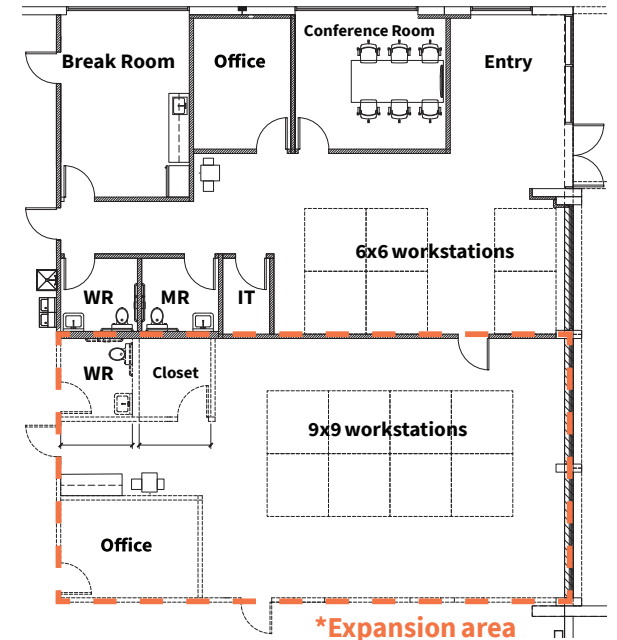 Conference Room
Break Room
Office
Entry
6x6 workstations
WR
MR
IT
WR
Closet
9x9 workstations
Office
*Expansion area